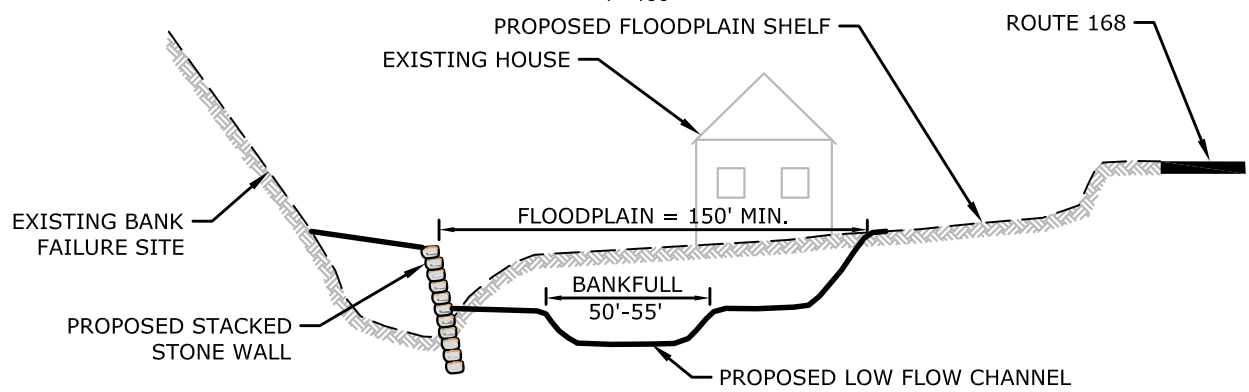 PROPOSED FLOODPLAIN SHELF
ROUTE 168
EXISTING HOUSE
EXISTING BANK
FAILURE SITE
FLOODPLAIN = 150' MIN.
BANKFULL
50'-55'
PROPOSED STACKED
STONE WALL
PROPOSED LOW FLOW CHANNEL